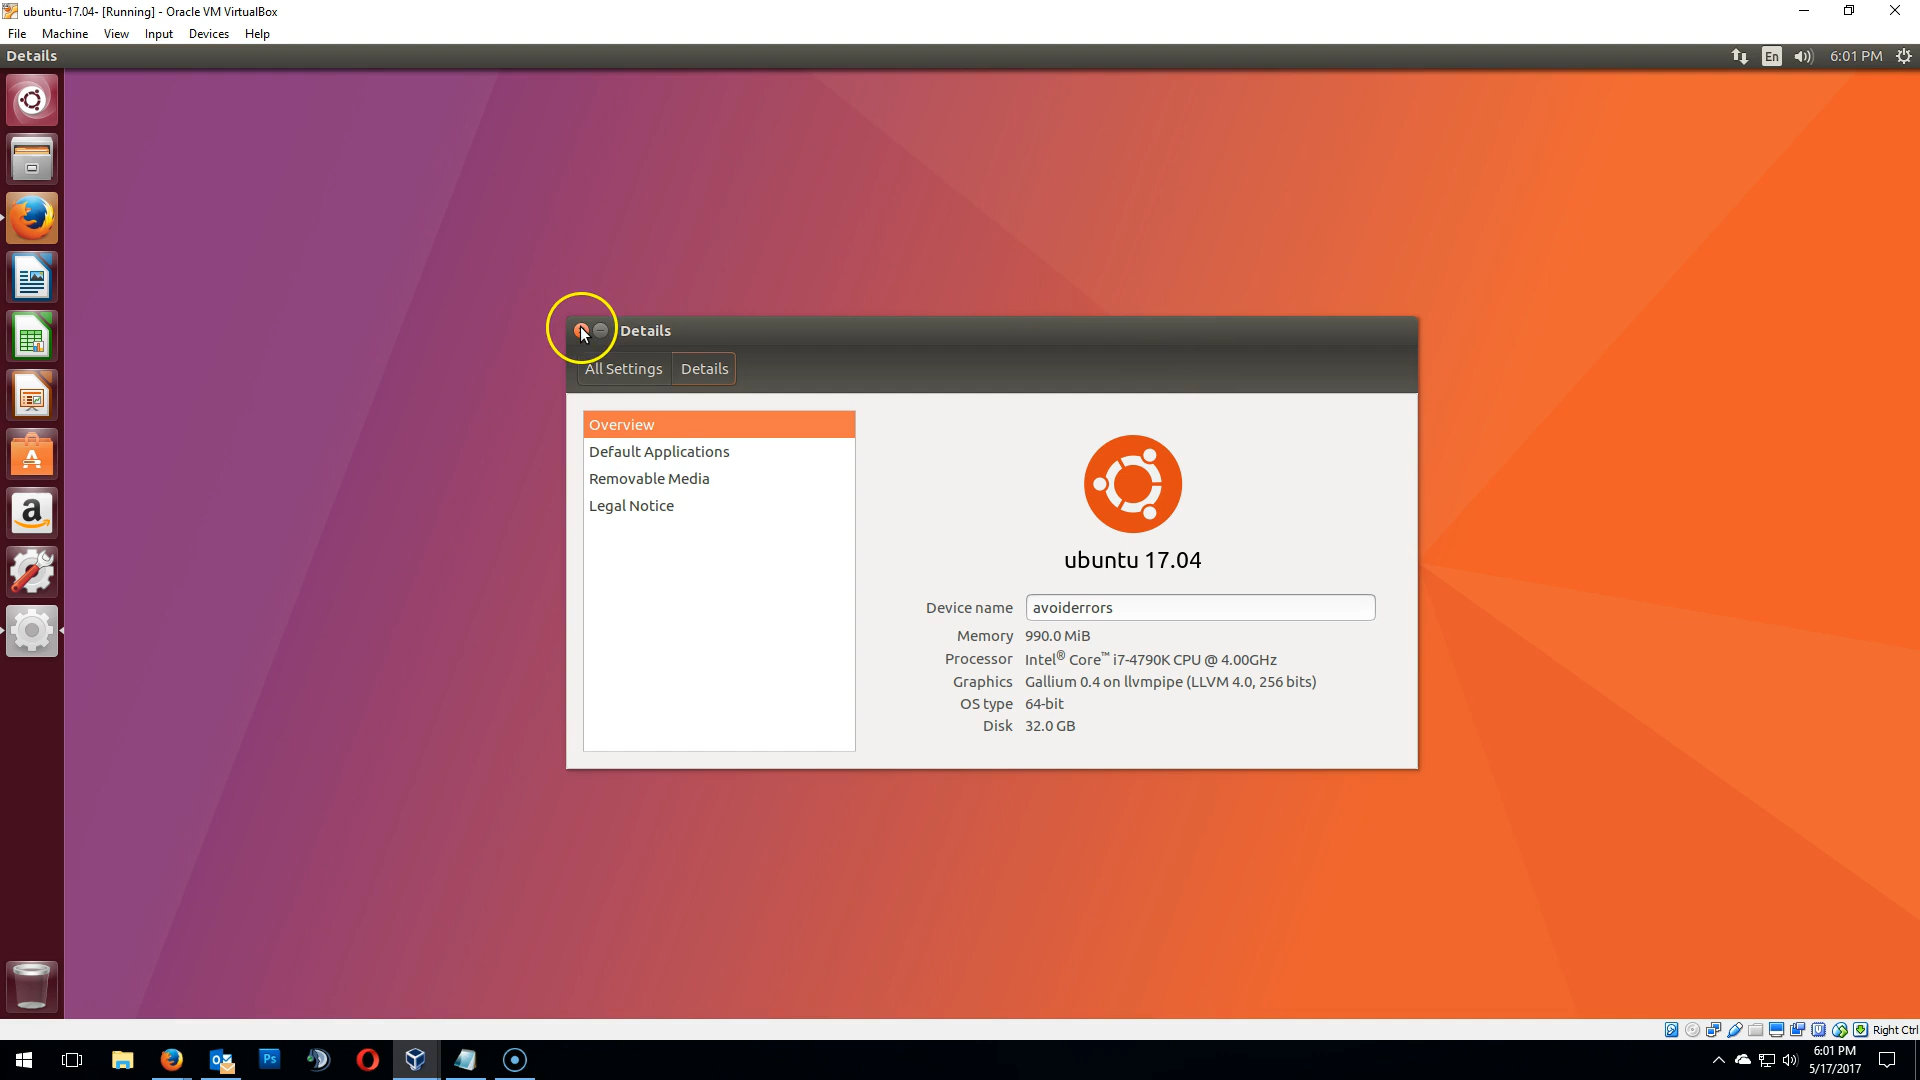 ubuntu-17.04- [Running] - Oracle VM VirtualBox
File Machine View Input Devices Help
Details En 6:01 PM
Details
All Settings Details
Overview
Default Applications
Removable Media
Legal Notice
ubuntu 17.04
Device name avoiderrors
Memory 990.0 MiB
Processor Intel® Core™ i7-4790K CPU @ 4.00GHz
Graphics Gallium 0.4 on llvmpipe (LLVM 4.0, 256 bits)
OS type 64-bit
Disk 32.0 GB
a
Right Ctrl
Ps
6:01 PM
5/17/2017